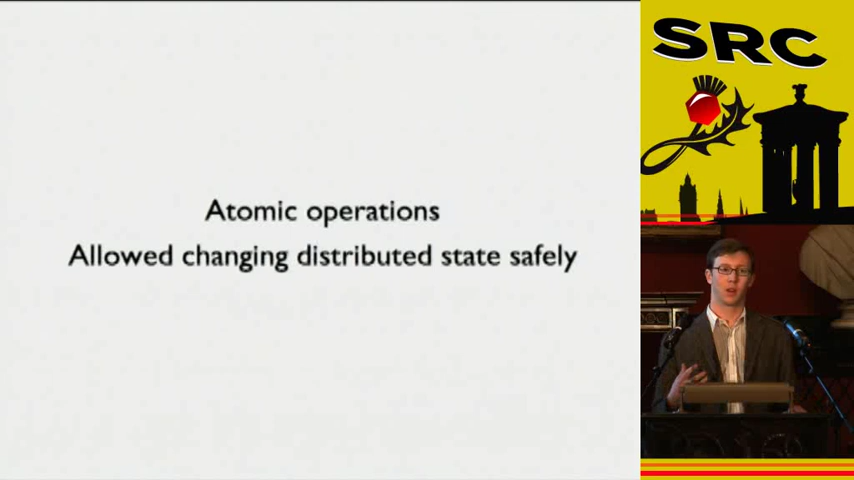 Atomic operations
Allowed changing distributed state safely
SRC